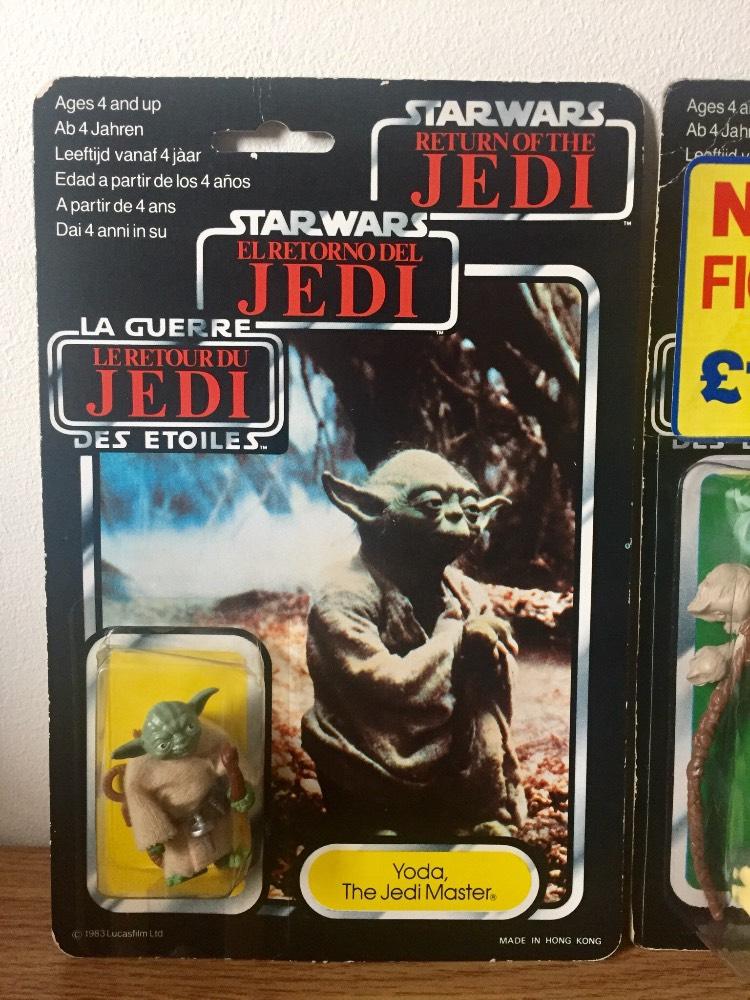 Ages 4 and up
Ab 4 Jahren
Leeftijd vanaf 4 jàar
Edad a partir de los 4 años
A partir de 4 ans
Dai 4 anni in su
STAR WARS
RETURN OF THE
JEDI
TM
STAR WARS
EL RETORNO DEL
JEDI
TM
LA GUERRE
LE RETOUR DU
JEDI
DES ETOILES
TM
Yoda,
The Jedi Master®
© 1983 Lucasfilm Ltd
MADE IN HONG KONG
Ages 4
Ab 4
£